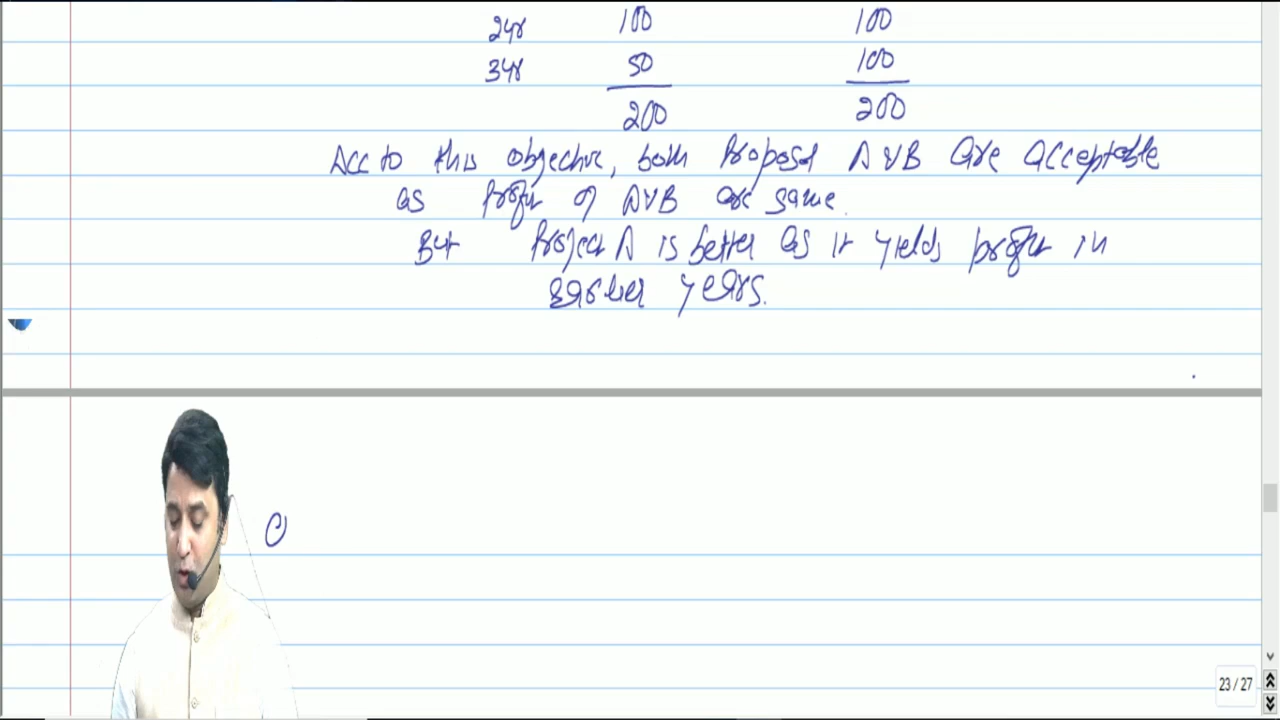 2yr 100 100
3yr 50 100
200 200
Acc to this objective, both Proposal A & B are acceptable
as Profit of A & B are same.
But Project A is better as it yields profit in
earlier years.
23 / 27